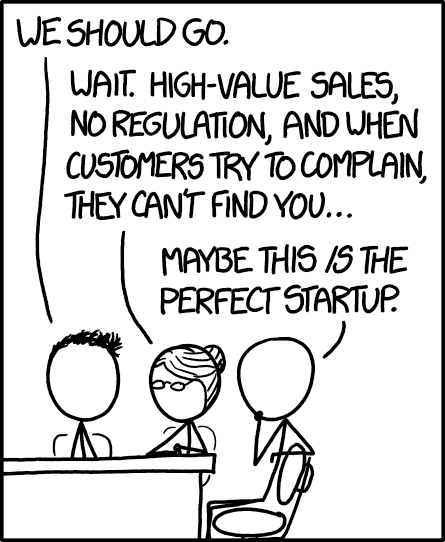 WE SHOULD GO.
WAIT. HIGH-VALUE SALES,
NO REGULATION, AND WHEN
CUSTOMERS TRY TO COMPLAIN,
THEY CAN'T FIND YOU...
MAYBE THIS IS THE
PERFECT STARTUP.